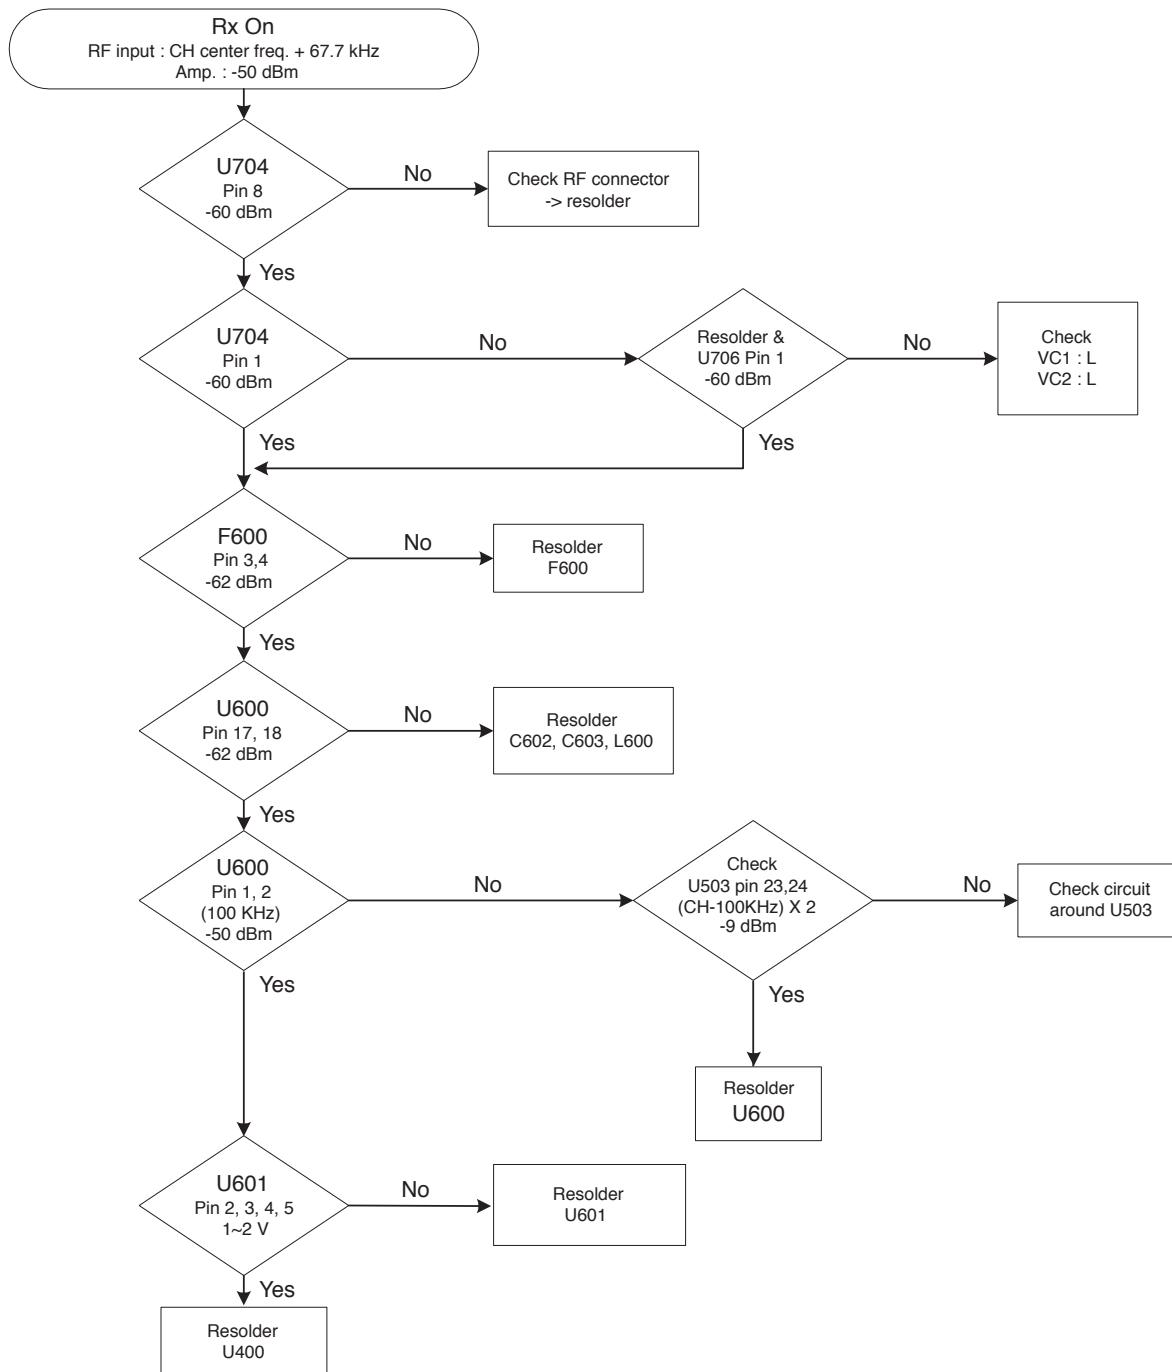 Rx On
RF input : CH center freq. + 67.7 kHz
Amp. : -50 dBm
U704
Pin 8
-60 dBm
No
Check RF connector
-> resolder
Yes
U704
Pin 1
-60 dBm
No
Resolder &
U706 Pin 1
-60 dBm
No
Check
VC1 : L
VC2 : L
Yes
Yes
F600
Pin 3,4
-62 dBm
No
Resolder
F600
Yes
U600
Pin 17, 18
-62 dBm
No
Resolder
C602, C603, L600
Yes
U600
Pin 1, 2
(100 KHz)
-50 dBm
No
Check
U503 pin 23,24
(CH-100KHz) X 2
-9 dBm
No
Check circuit
around U503
Yes
Yes
Resolder
U600
U601
Pin 2, 3, 4, 5
1~2 V
No
Resolder
U601
Yes
Resolder
U400